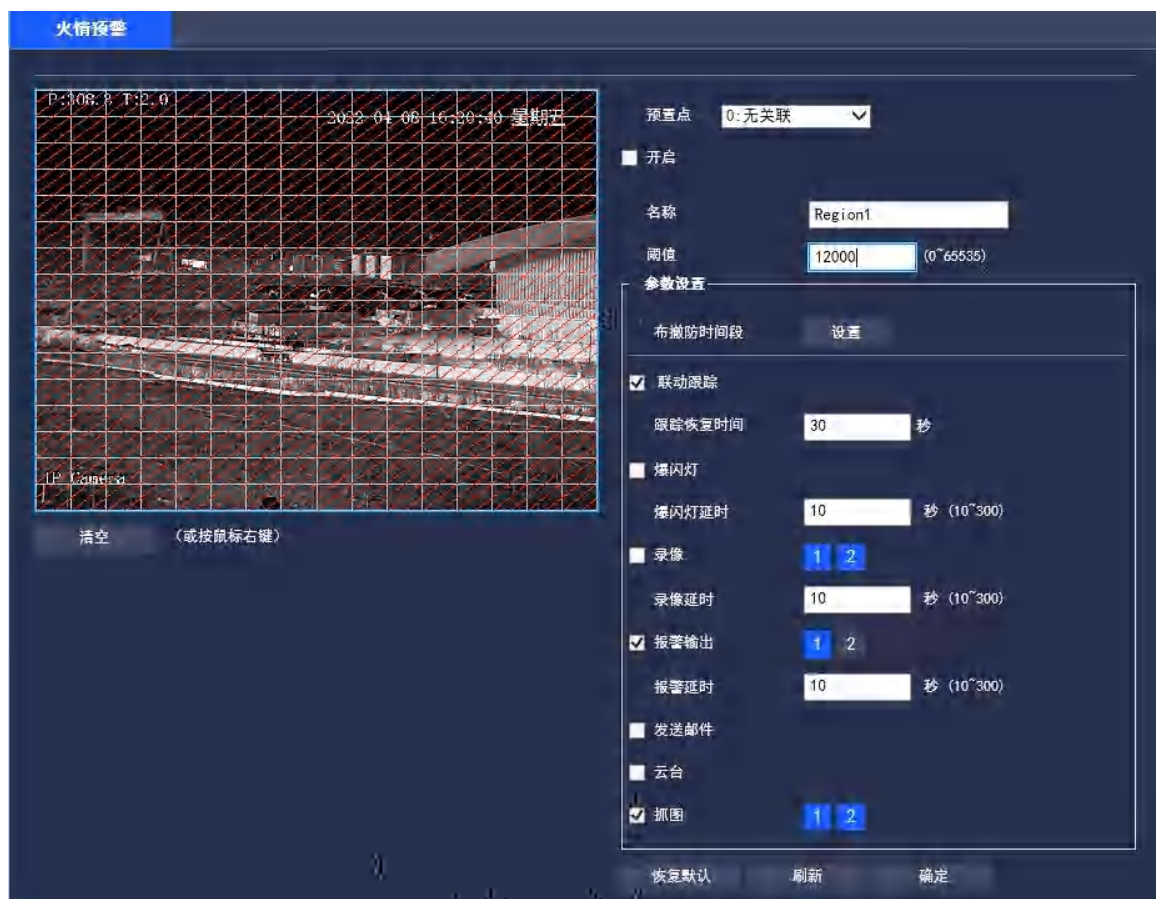 火情预警
P:308.8 T:2.0
2022-04-08 16:20:40 星期五
IP Camera
清空 （或按鼠标右键）
预置点 0:无关联
开启
名称 Region1
阈值 12000 (0~65535)
参数设置
布撤防时间段 设置
联动跟踪
跟踪恢复时间 30 秒
爆闪灯
爆闪灯延时 10 秒 (10~300)
录像 1 2
录像延时 10 秒 (10~300)
报警输出 1 2
报警延时 10 秒 (10~300)
发送邮件
云台
抓图 1 2
恢复默认 刷新 确定